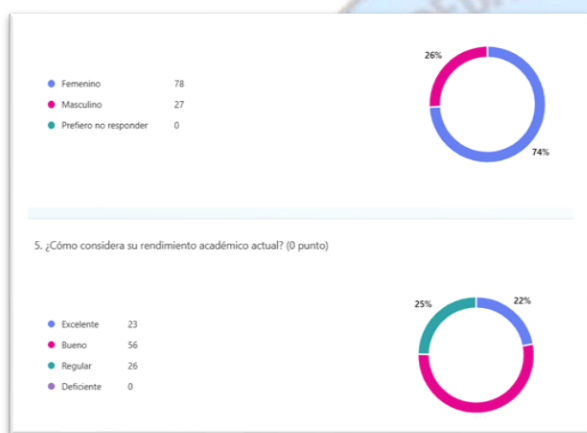 26%
Femenino 78
Masculino 27
Prefiero no responder 0
74%
5. ¿Cómo considera su rendimiento académico actual? (0 punto)
25% 22%
Excelente 23
Bueno 56
Regular 26
Deficiente 0